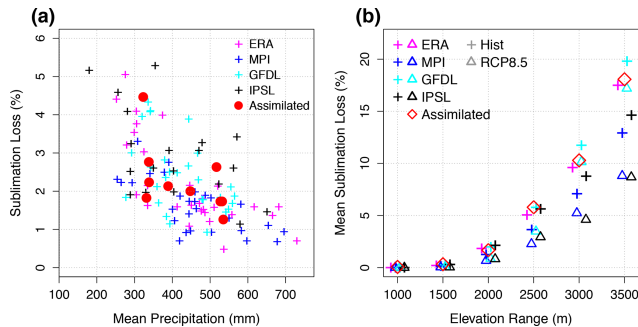 (a)
6
5
4
3
2
1
0
Sublimation Loss (%)
ERA
MPI
GFDL
IPSL
Assimilated
100 200 300 400 500 600 700
Mean Precipitation (mm)
(b)
20
15
10
5
0
Mean Sublimation Loss (%)
ERA Hist
MPI RCP8.5
GFDL
IPSL
Assimilated
1000 1500 2000 2500 3000 3500
Elevation Range (m)